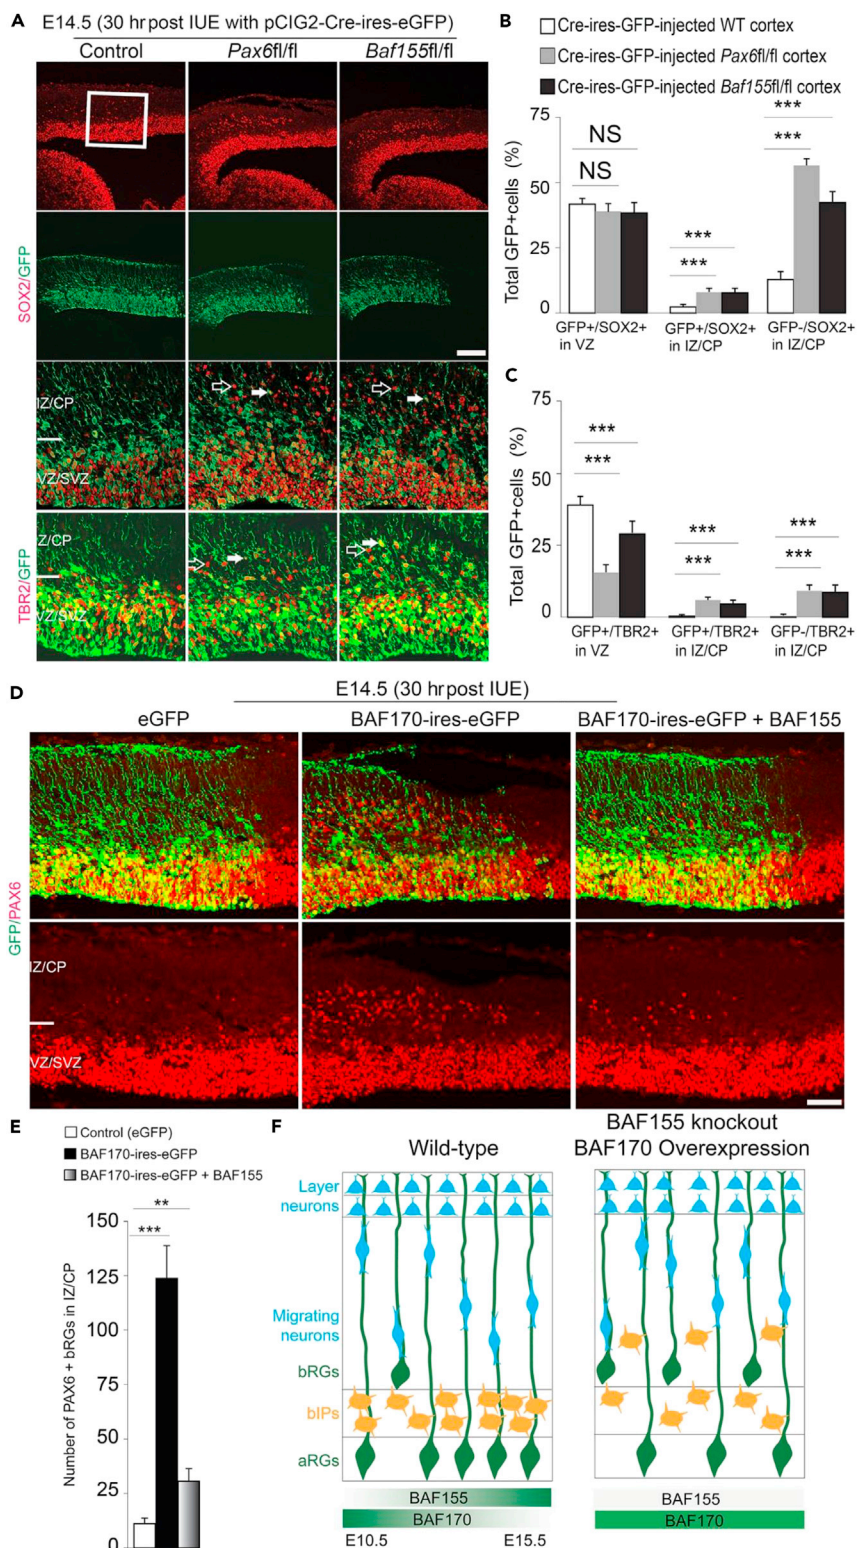 A
E14.5 (30 hrpost IUE with pCIG2-Cre-ires-eGFP)
Control
Pax6fl/fl
Baf155fl/fl
SOX2/GFP
IZ/CP
VZ/SVZ
TBR2/GFP
IZ/CP
VZ/SVZ
B
Cre-ires-GFP-injected WT cortex
Cre-ires-GFP-injected Pax6fl/fl cortex
Cre-ires-GFP-injected Baf155fl/fl cortex
Total GFP+cells (%)
75
50
25
0
NS
NS
***
***
***
***
GFP+/SOX2+
in VZ
GFP+/SOX2+
in IZ/CP
GFP-/SOX2+
in IZ/CP
C
Total GFP+cells (%)
75
50
25
0
***
***
***
***
***
***
GFP+/TBR2+
in VZ
GFP+/TBR2+
in IZ/CP
GFP-/TBR2+
in IZ/CP
D
E14.5 (30 hrpost IUE)
eGFP
BAF170-ires-eGFP
BAF170-ires-eGFP + BAF155
GFP/PAX6
IZ/CP
VZ/SVZ
E
Control (eGFP)
BAF170-ires-eGFP
BAF170-ires-eGFP + BAF155
Number of PAX6 + bRGs in IZ/CP
150
125
100
75
50
25
0
**
***
F
Wild-type
BAF155 knockout
BAF170 Overexpression
Layer
neurons
Migrating
neurons
bRGs
bIPs
aRGs
BAF155
BAF170
E10.5
E15.5
BAF155
BAF170